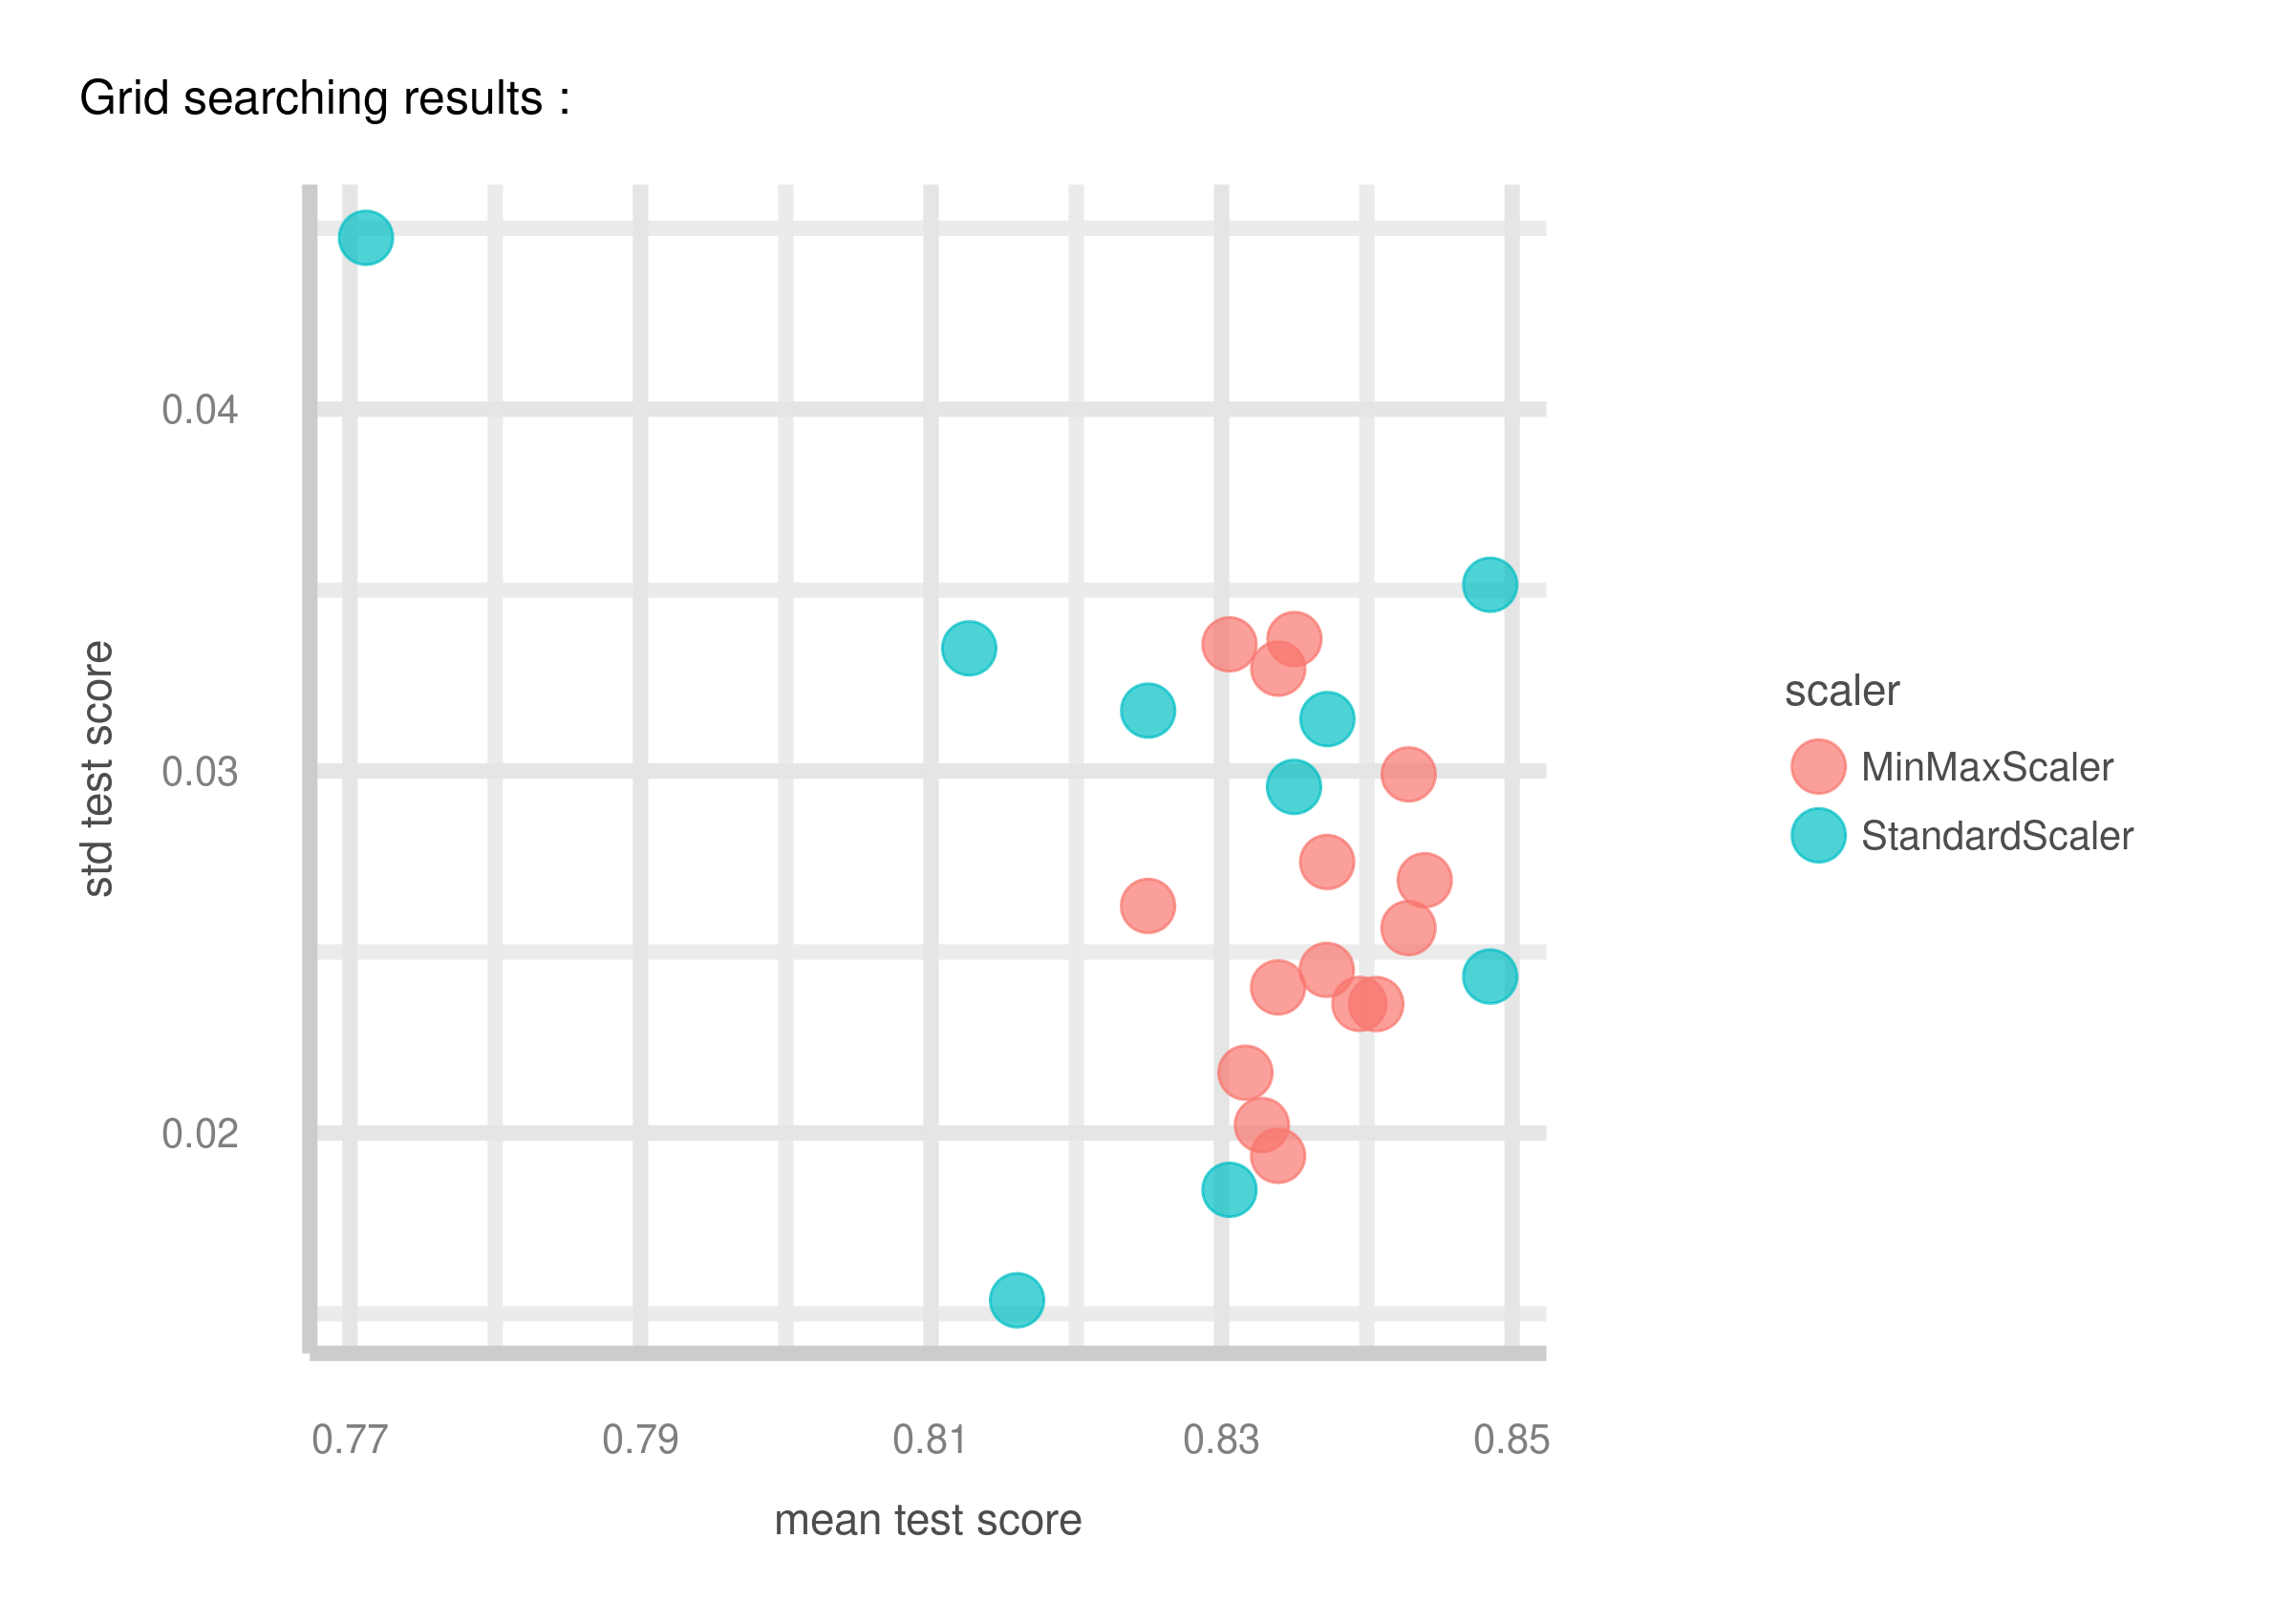 Grid searching results :
0.04
0.03
0.02
std test score
0.77 0.79 0.81 0.83 0.85
mean test score
scaler
MinMaxScaler
StandardScaler